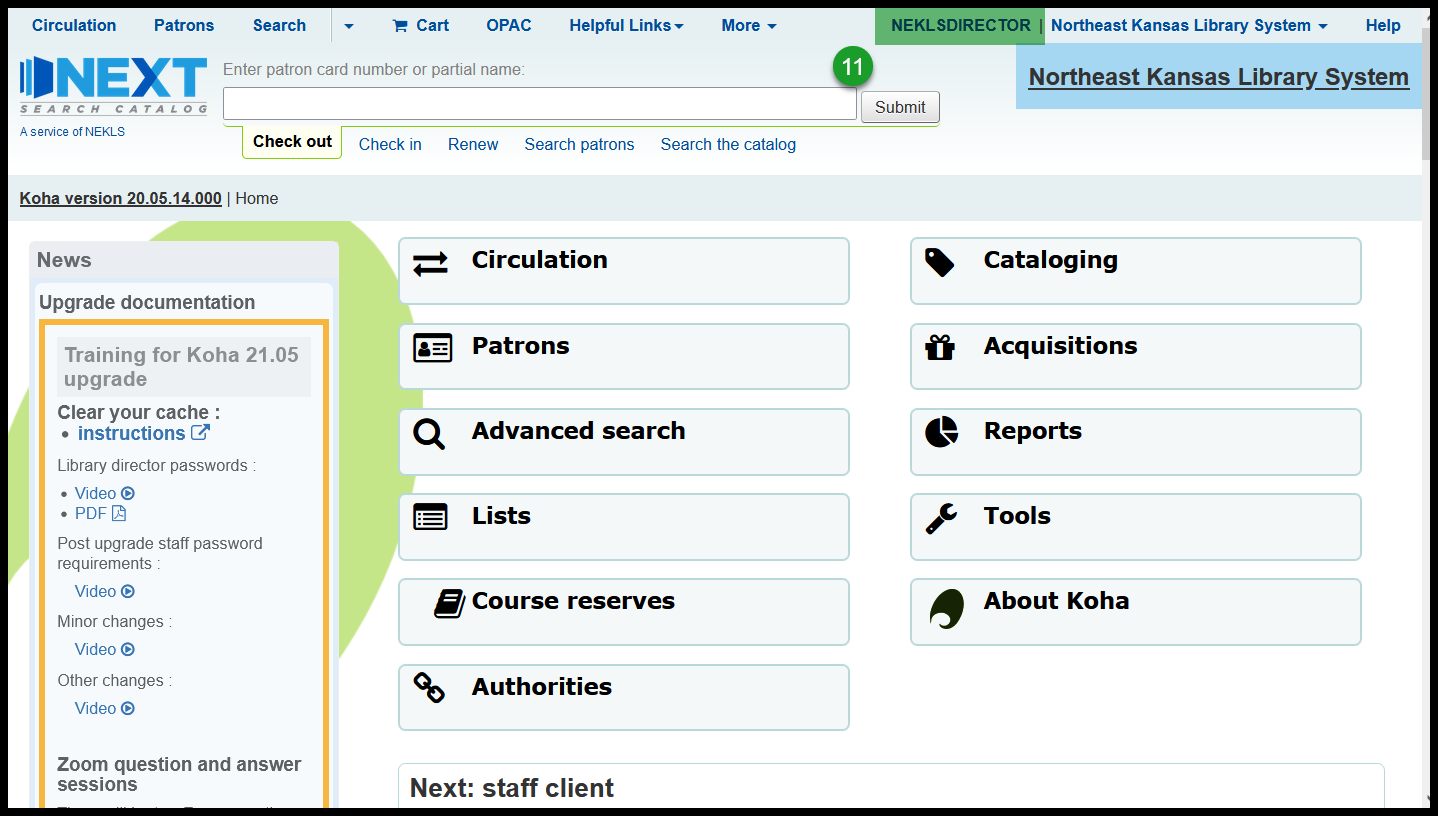 Circulation Patrons Search Cart OPAC Helpful Links More NEKLSDIRECTOR | Northeast Kansas Library System Help
NEXT
SEARCH CATALOG
A service of NEKLS
Enter patron card number or partial name:
11
Submit
Northeast Kansas Library System
Check out Check in Renew Search patrons Search the catalog
Koha version 20.05.14.000 | Home
News
Upgrade documentation
Training for Koha 21.05
upgrade
Clear your cache :
• instructions
Library director passwords :
• Video
• PDF
Post upgrade staff password
requirements :
Video
Minor changes :
Video
Other changes :
Video
Zoom question and answer
sessions
Circulation
Patrons
Advanced search
Lists
Course reserves
Authorities
Cataloging
Acquisitions
Reports
Tools
About Koha
Next: staff client